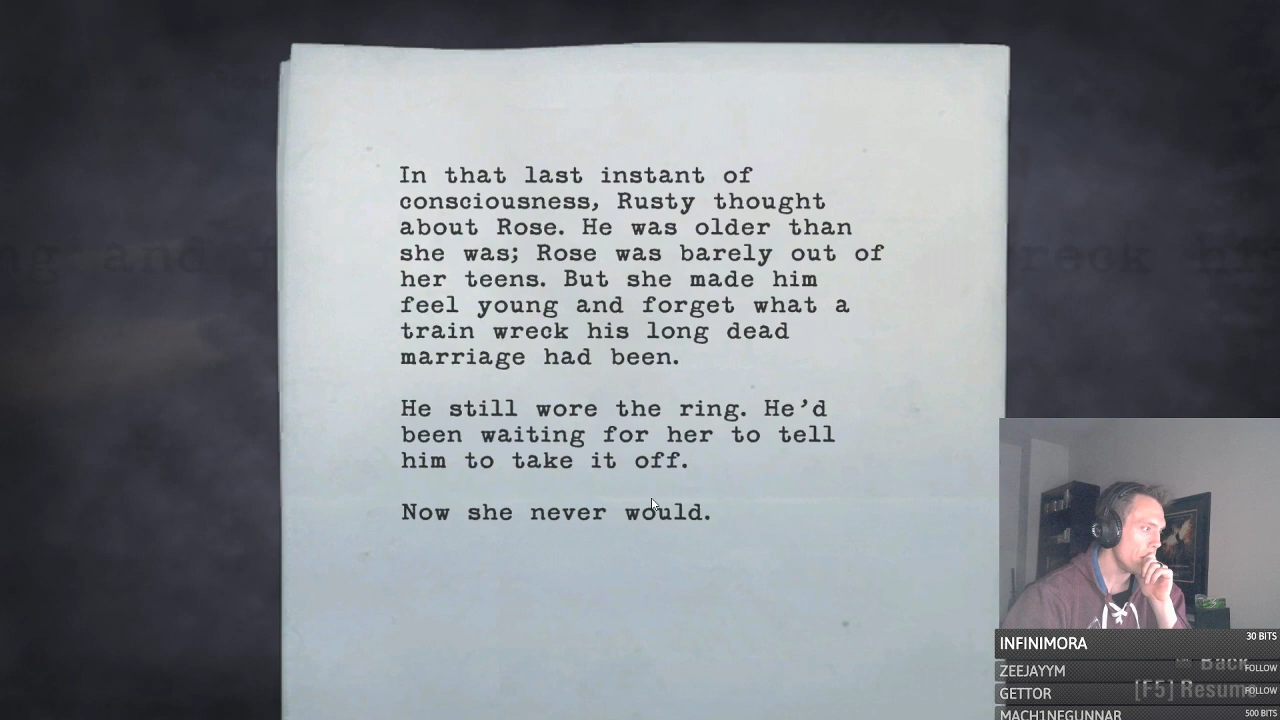 In that last instant of
consciousness, Rusty thought
about Rose. He was older than
she was; Rose was barely out of
her teens. But she made him
feel young and forget what a
train wreck his long dead
marriage had been.
He still wore the ring. He’d
been waiting for her to tell
him to take it off.
Now she never would.
INFINIMORA 30 BITS
ZEEJAYYM FOLLOW
Back
GETTOR FOLLOW
[F5] Resume
MACH1NEGUNNAR 500 BITS